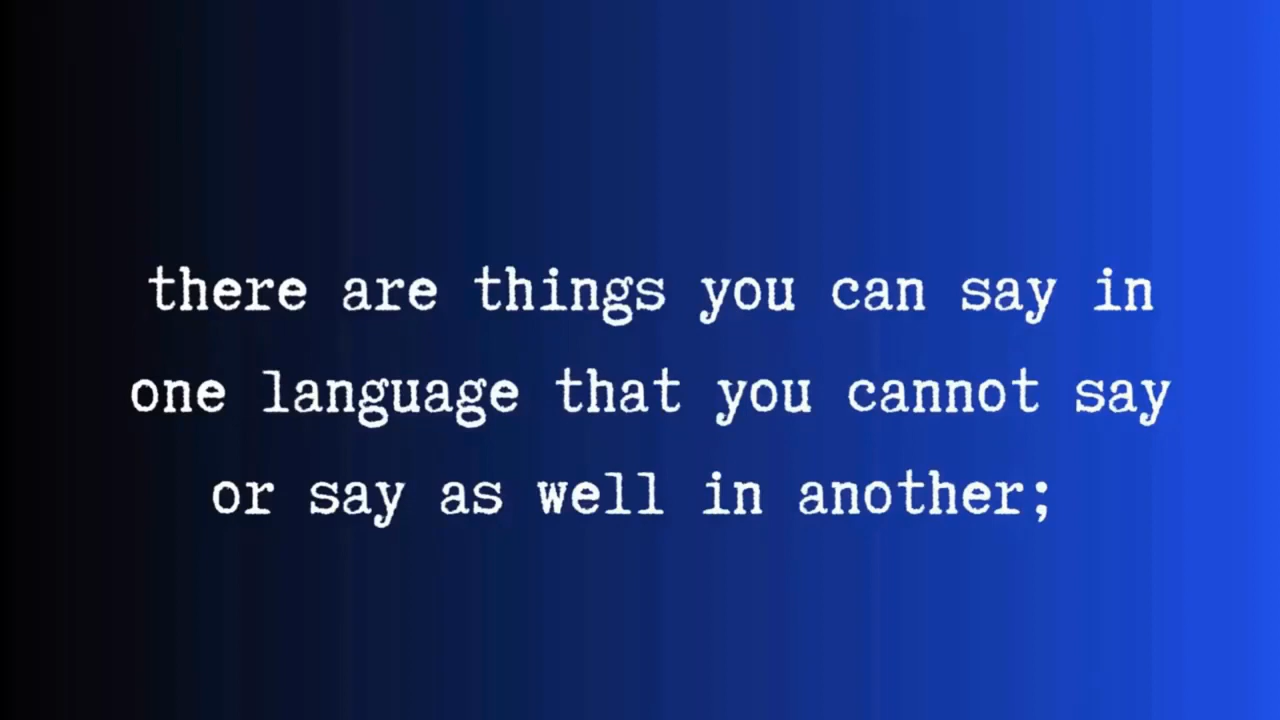 there are things you can say in
one language that you cannot say
or say as well in another;